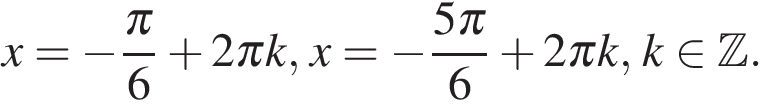 x = −π/6 + 2πk, x = −5π/6 + 2πk, k ∈ ℤ.